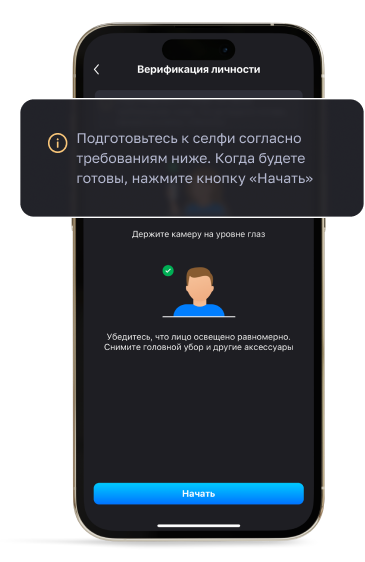 Верификация личности
Подготовьтесь к селфи согласно
требованиям ниже. Когда будете
готовы, нажмите кнопку «Начать»
Держите камеру на уровне глаз
Убедитесь, что лицо освещено равномерно.
Снимите головной убор и другие аксессуары
Начать